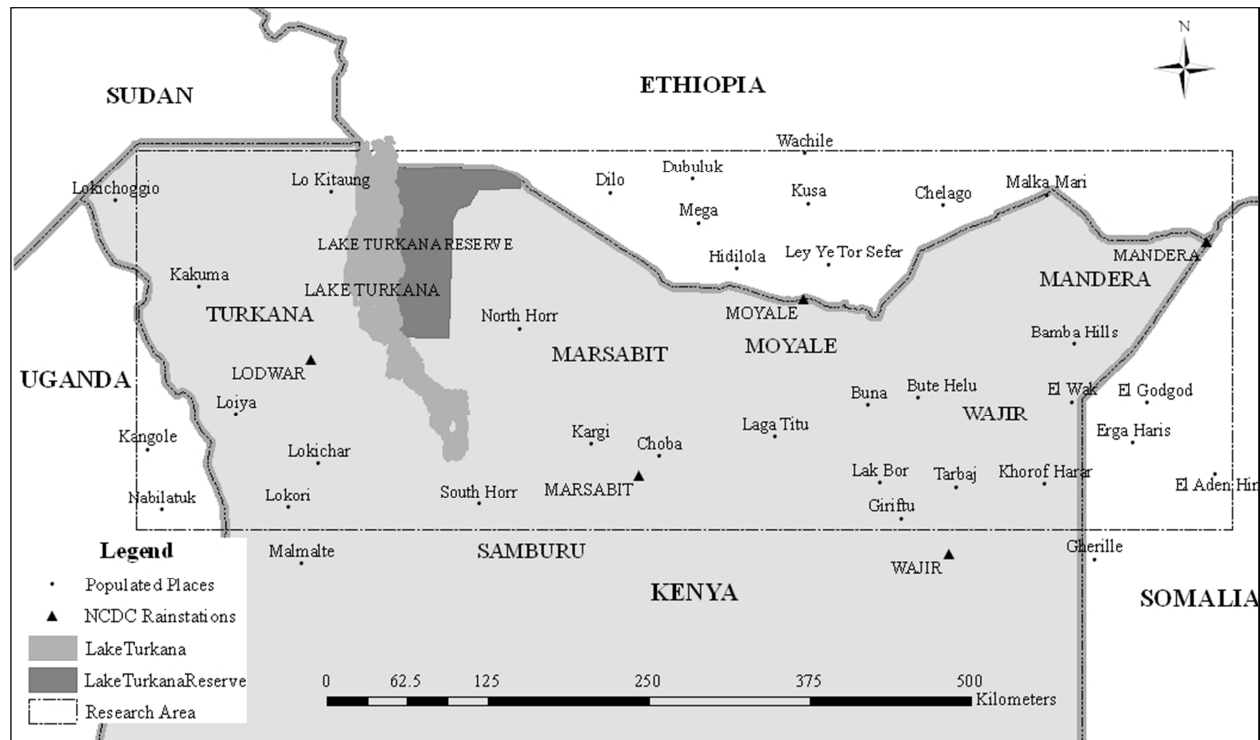 N
SUDAN
ETHIOPIA
Wachile
Dubuluk
Lokichoggio
Lo Kitaung
Dilo
Kusa
Chelago
Malka Mari
Mega
LAKE TURKANA RESERVE
Hidilola
Ley Ye Tor Sefer
MANDERA
Kakuma
MANDERA
LAKE TURKANA
TURKANA
North Horr
MOYALE
MOYALE
Bamba Hills
MARSABIT
LODWAR
UGANDA
Loiya
Buna
Bute Helu
El Wak
El Godgod
WAJIR
Kangole
Kargi
Choba
Laga Titu
Erga Haris
Lokichar
Lak Bor
Tarbaj
Khorof Harar
MARSABIT
El Aden Hir
Nabilatuk
Lokori
South Horr
Giriftu
Malmalte
SAMBURU
WAJIR
Gherille
KENYA
SOMALIA
Legend
Populated Places
NCDC Rainstations
LakeTurkana
LakeTurkanaReserve
Research Area
0 62.5 125 250 375 500
Kilometers